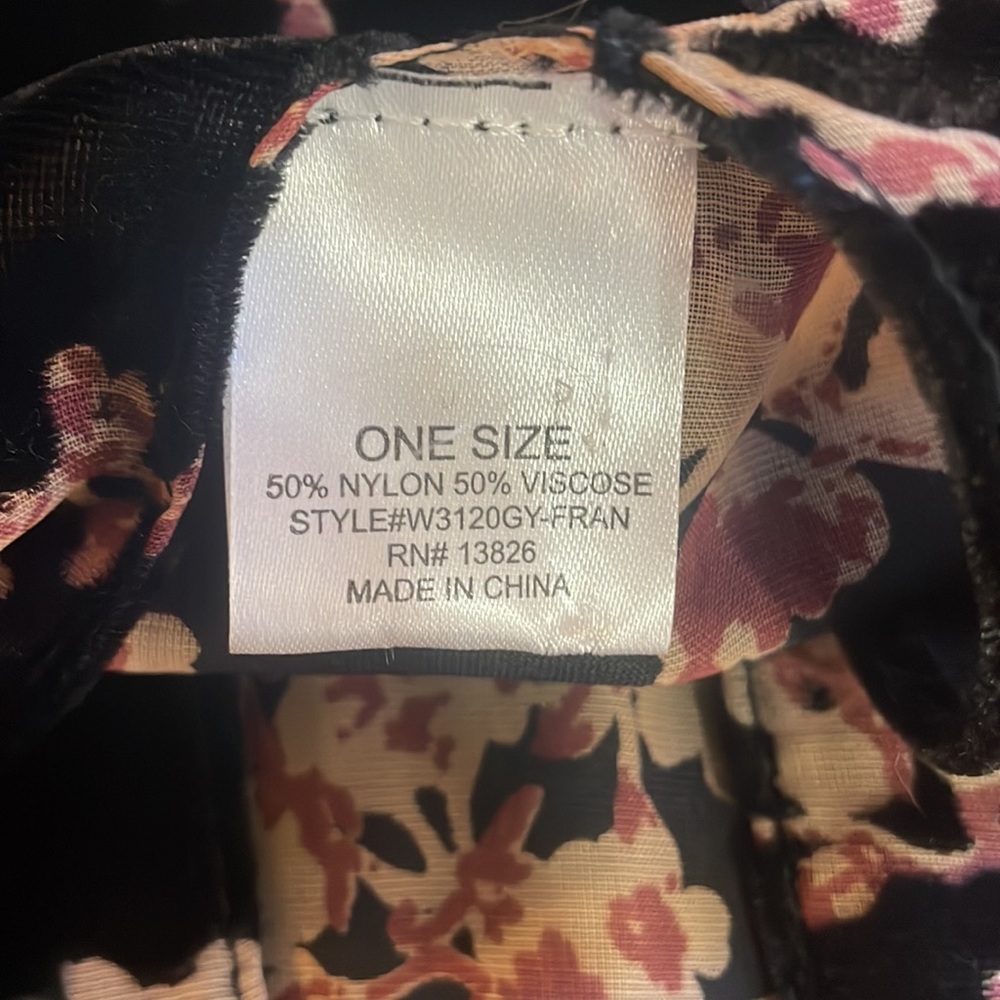 ONE SIZE
50% NYLON 50% VISCOSE
STYLE#W3120GY-FRAN
RN# 13826
MADE IN CHINA